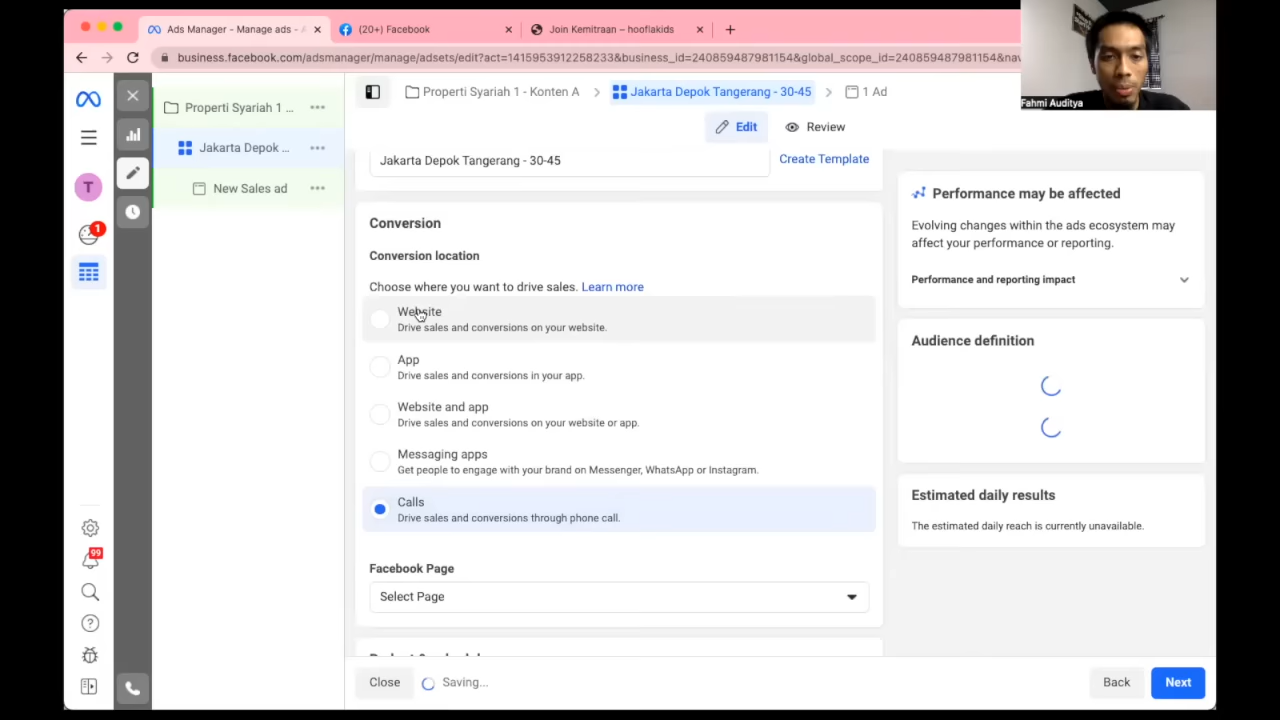 Ads Manager - Manage ads - A
(20+) Facebook
Join Kemitraan – hooflakids
business.facebook.com/adsmanager/manage/adsets/edit?act=1415953912258233&business_id=240859487981154&global_scope_id=240859487981154&nav
Fahmi Auditya
Properti Syariah 1 - Konten A
Jakarta Depok Tangerang - 30-45
1 Ad
Edit
Review
Properti Syariah 1 ...
Jakarta Depok ...
New Sales ad
T
1
99
Jakarta Depok Tangerang - 30-45
Create Template
Conversion
Conversion location
Choose where you want to drive sales. Learn more
Website
Drive sales and conversions on your website.
App
Drive sales and conversions in your app.
Website and app
Drive sales and conversions on your website or app.
Messaging apps
Get people to engage with your brand on Messenger, WhatsApp or Instagram.
Calls
Drive sales and conversions through phone call.
Facebook Page
Select Page
Performance may be affected
Evolving changes within the ads ecosystem may
affect your performance or reporting.
Performance and reporting impact
Audience definition
Estimated daily results
The estimated daily reach is currently unavailable.
Close
Saving...
Back
Next